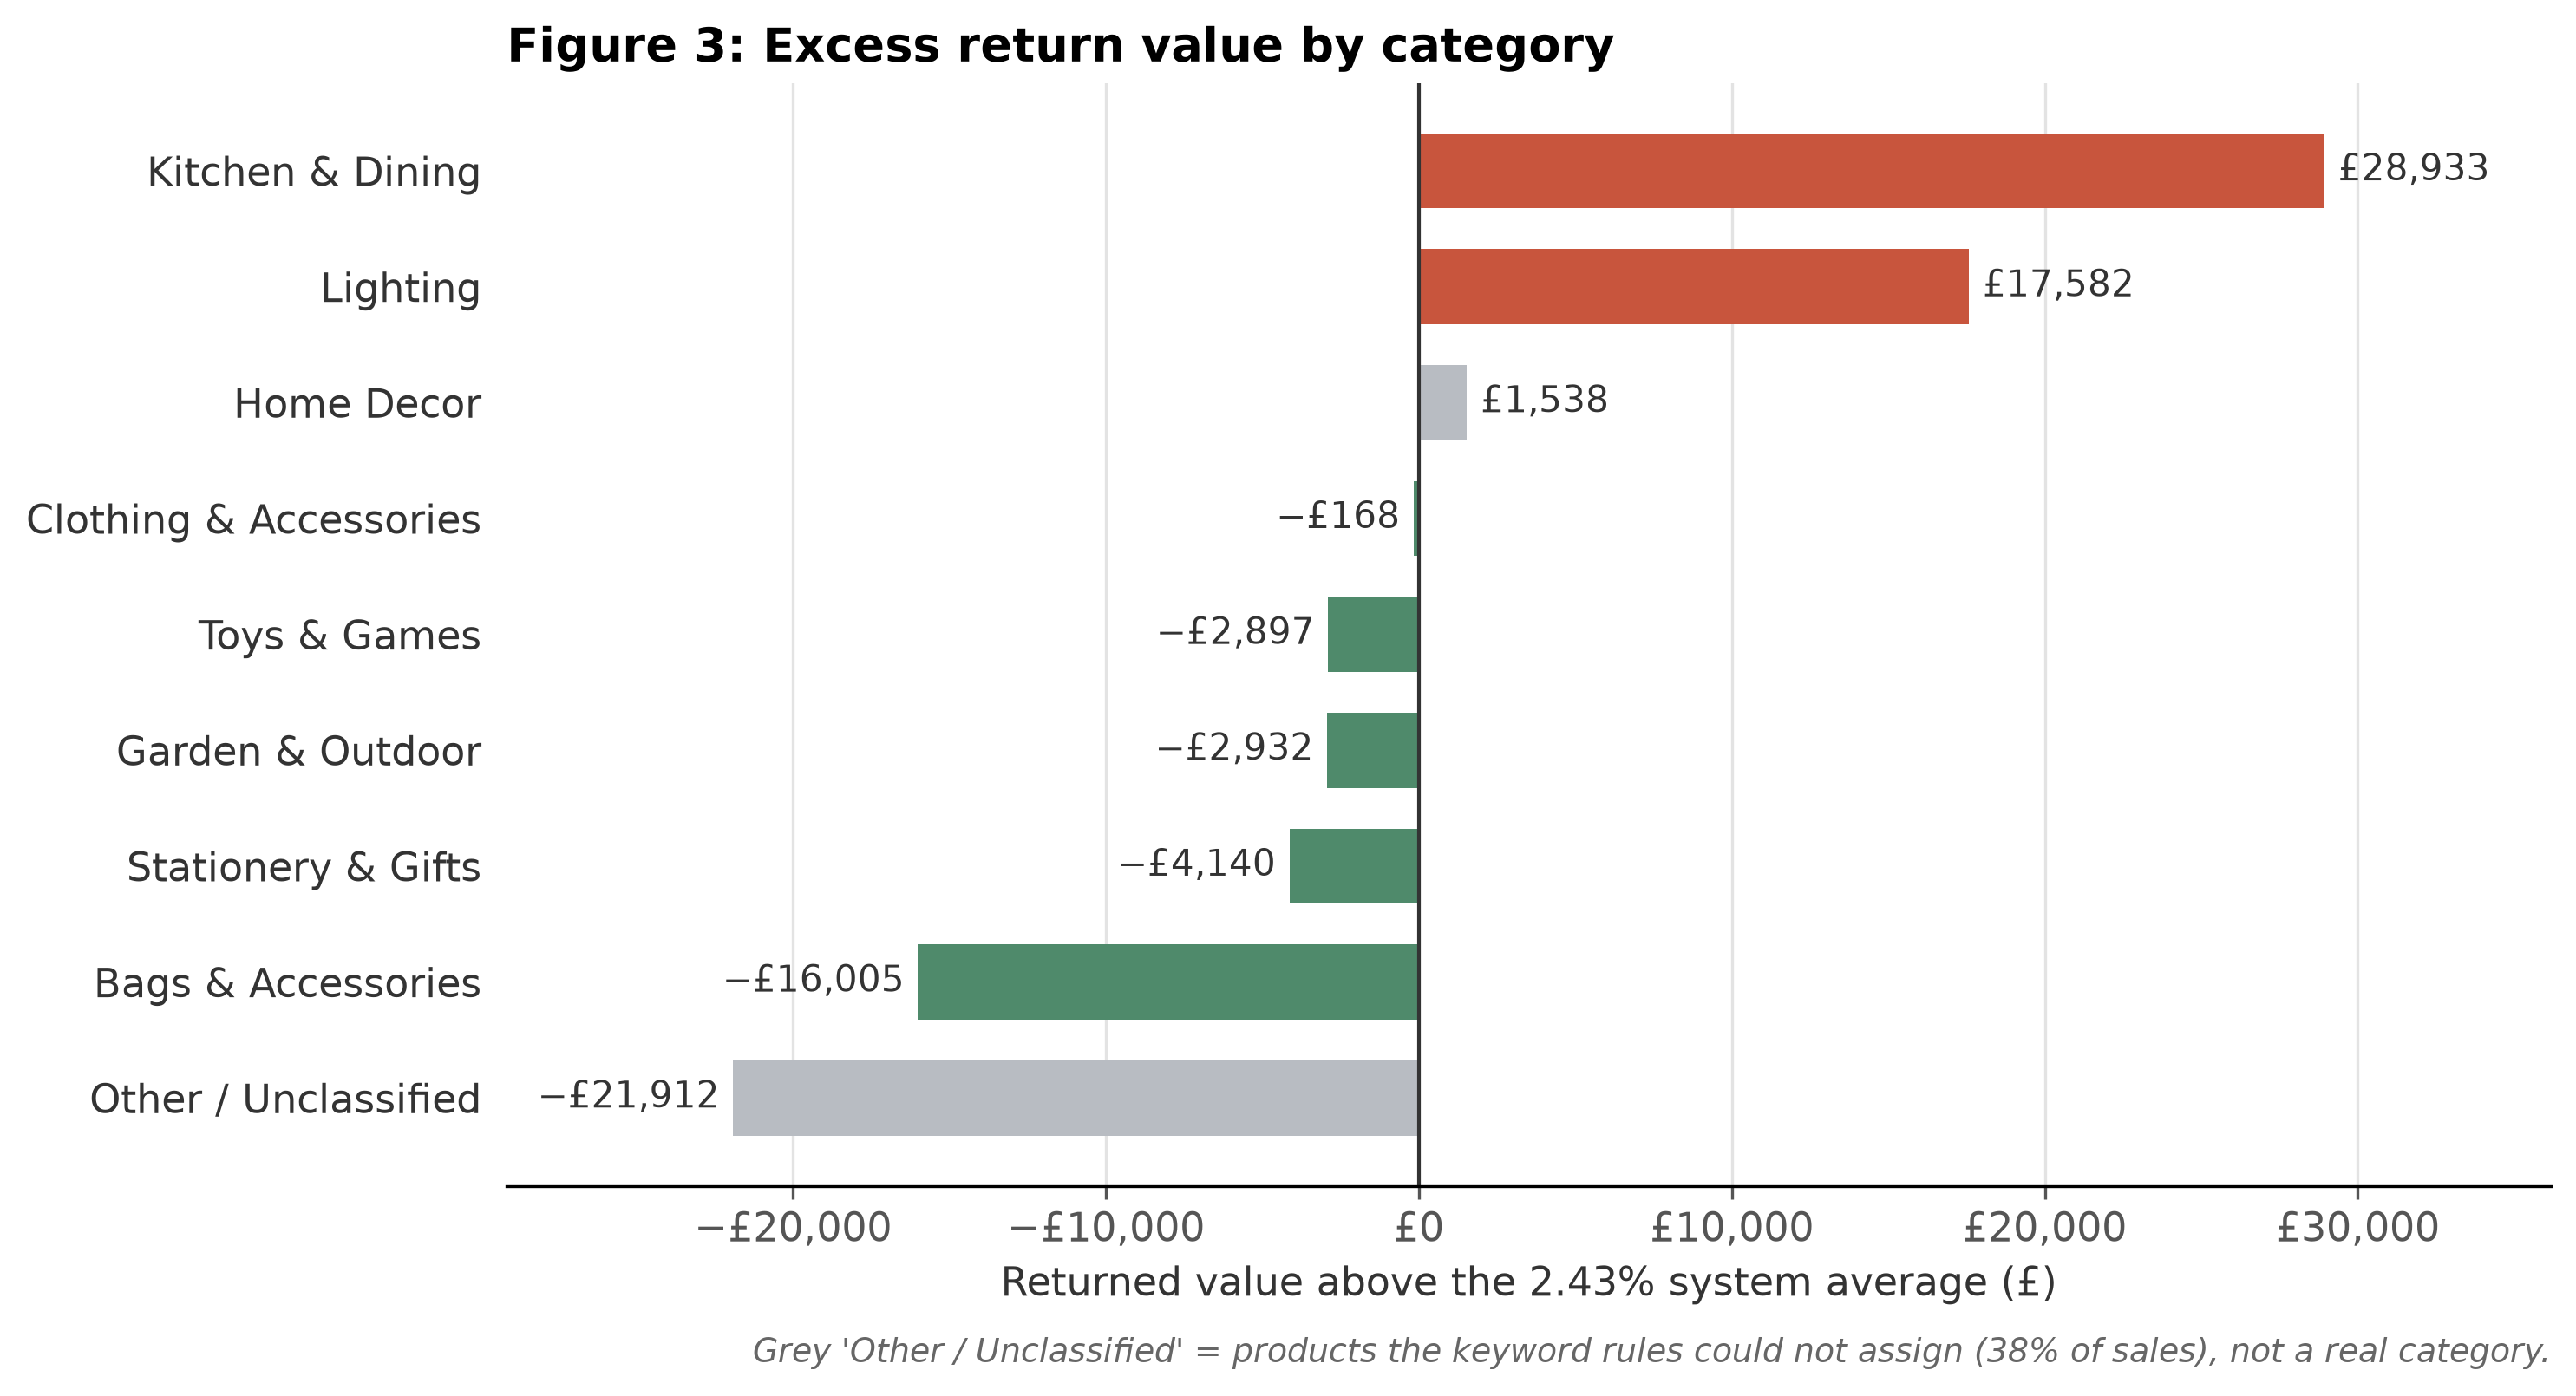 Figure 3: Excess return value by category
Kitchen & Dining £28,933
Lighting £17,582
Home Decor £1,538
Clothing & Accessories −£168
Toys & Games −£2,897
Garden & Outdoor −£2,932
Stationery & Gifts −£4,140
Bags & Accessories −£16,005
Other / Unclassified −£21,912
−£20,000 −£10,000 £0 £10,000 £20,000 £30,000
Returned value above the 2.43% system average (£)
Grey 'Other / Unclassified' = products the keyword rules could not assign (38% of sales), not a real category.